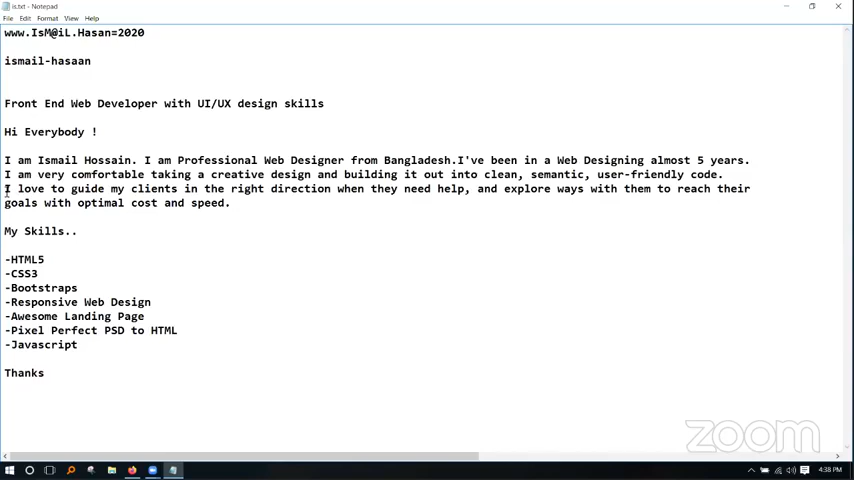 is.txt - Notepad
File Edit Format View Help
www.IsM@iL.Hasan=2020
ismail-hasaan
Front End Web Developer with UI/UX design skills
Hi Everybody !
I am Ismail Hossain. I am Professional Web Designer from Bangladesh.I've been in a Web Designing almost 5 years.
I am very comfortable taking a creative design and building it out into clean, semantic, user-friendly code.
I love to guide my clients in the right direction when they need help, and explore ways with them to reach their
goals with optimal cost and speed.
My Skills..
-HTML5
-CSS3
-Bootstraps
-Responsive Web Design
-Awesome Landing Page
-Pixel Perfect PSD to HTML
-Javascript
Thanks
zoom
4:38 PM